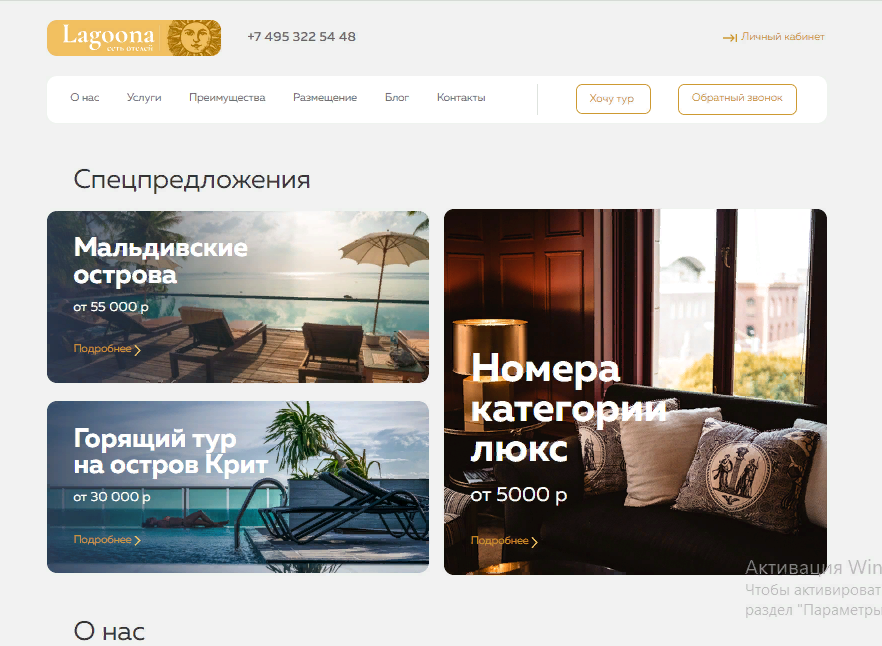 Lagoona
сеть отелей
+7 495 322 54 48
Личный кабинет
О нас Услуги Преимущества Размещение Блог Контакты Хочу тур Обратный звонок
Спецпредложения
Мальдивские
острова
от 55 000 р
Подробнее
Горящий тур
на остров Крит
от 30 000 р
Подробнее
Номера
категории
люкс
от 5000 р
Подробнее
Активация Win
Чтобы активироват
раздел "Параметры
О нас